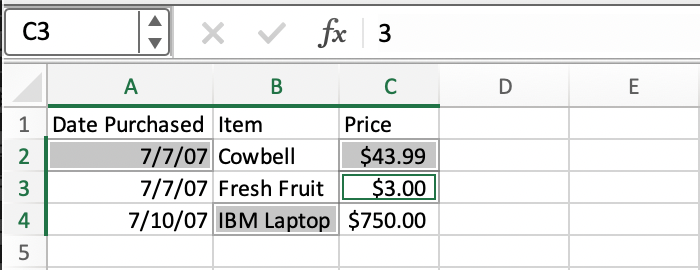 C3 fx 3
A B C D E
1 Date Purchased Item Price
2 7/7/07 Cowbell $43.99
3 7/7/07 Fresh Fruit $3.00
4 7/10/07 IBM Laptop $750.00
5